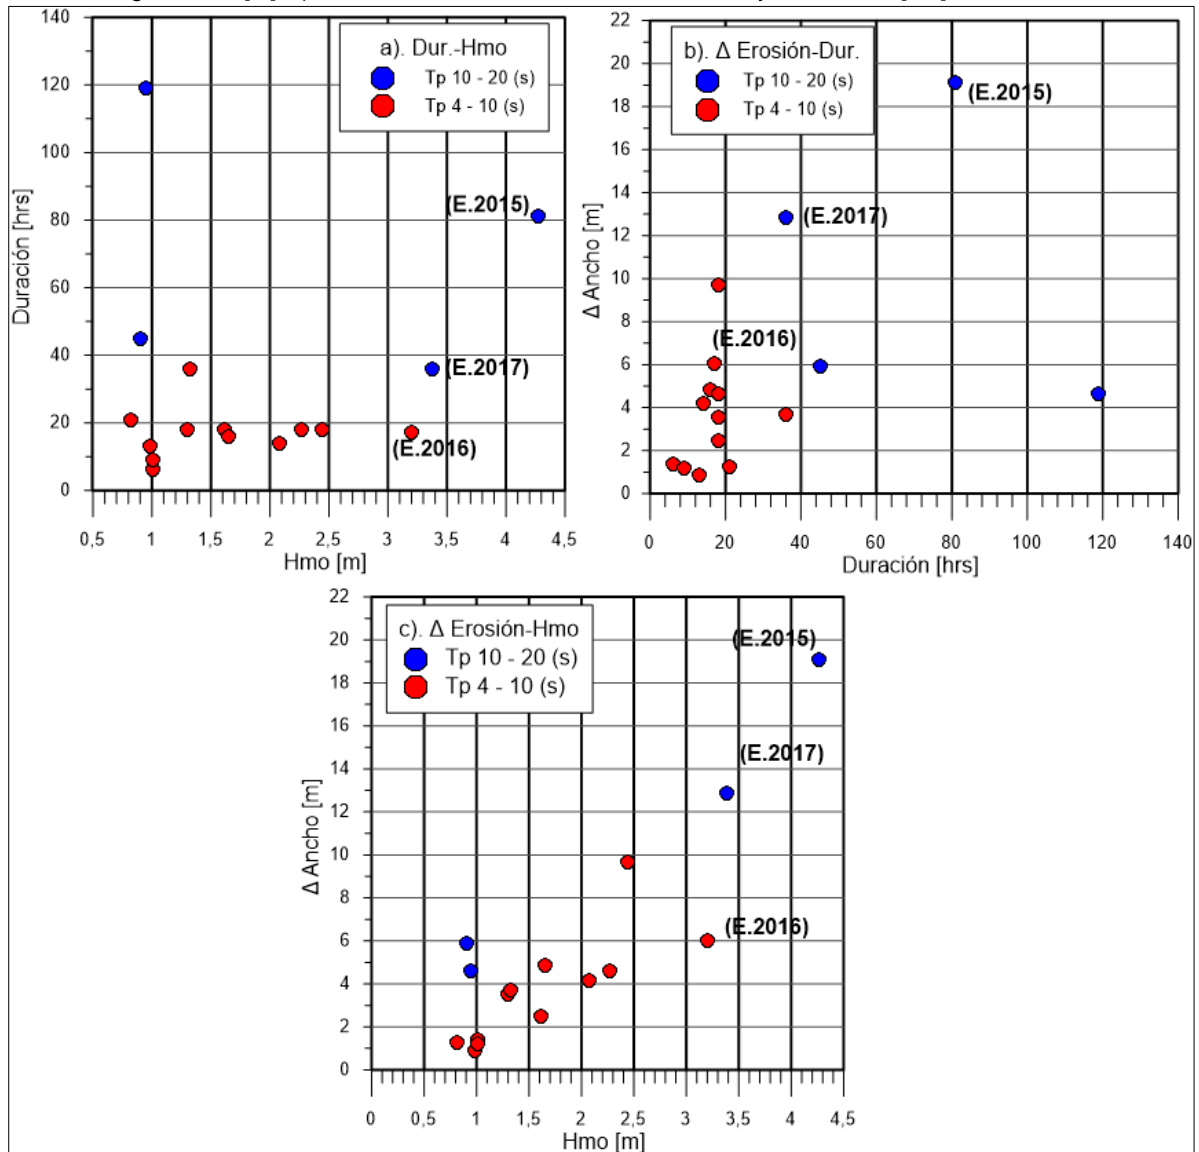 a). Dur.-Hmo
Tp 10 - 20 (s)
Tp 4 - 10 (s)
Duración [hrs]
140
120
100
80
60
40
20
0
(E.2015)
(E.2017)
(E.2016)
0,5 1 1,5 2 2,5 3 3,5 4 4,5
Hmo [m]
b). Δ Erosión-Dur.
Tp 10 - 20 (s)
Tp 4 - 10 (s)
Δ Ancho [m]
22
20
18
16
14
12
10
8
6
4
2
0
(E.2015)
(E.2017)
(E.2016)
0 20 40 60 80 100 120 140
Duración [hrs]
c). Δ Erosión-Hmo
Tp 10 - 20 (s)
Tp 4 - 10 (s)
Δ Ancho [m]
22
20
18
16
14
12
10
8
6
4
2
0
(E.2015)
(E.2017)
(E.2016)
0 0,5 1 1,5 2 2,5 3 3,5 4 4,5
Hmo [m]